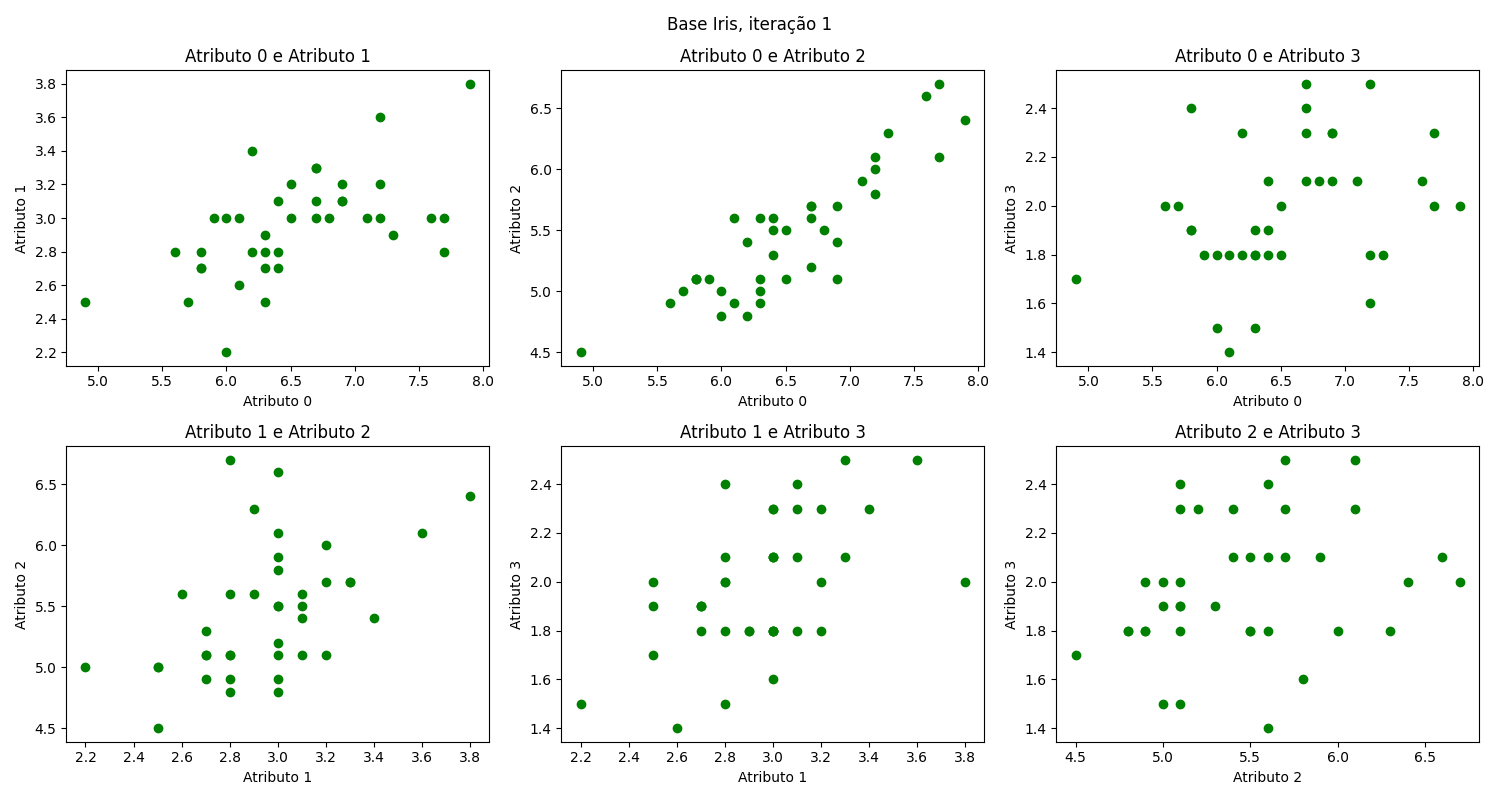 Base Iris, iteração 1
Atributo 0 e Atributo 1
3.8
3.6
3.4
3.2
3.0
2.8
2.6
2.4
2.2
Atributo 1
5.0 5.5 6.0 6.5 7.0 7.5 8.0
Atributo 0
Atributo 0 e Atributo 2
6.5
6.0
5.5
5.0
4.5
Atributo 2
5.0 5.5 6.0 6.5 7.0 7.5 8.0
Atributo 0
Atributo 0 e Atributo 3
2.4
2.2
2.0
1.8
1.6
1.4
Atributo 3
5.0 5.5 6.0 6.5 7.0 7.5 8.0
Atributo 0
Atributo 1 e Atributo 2
6.5
6.0
5.5
5.0
4.5
Atributo 2
2.2 2.4 2.6 2.8 3.0 3.2 3.4 3.6 3.8
Atributo 1
Atributo 1 e Atributo 3
2.4
2.2
2.0
1.8
1.6
1.4
Atributo 3
2.2 2.4 2.6 2.8 3.0 3.2 3.4 3.6 3.8
Atributo 1
Atributo 2 e Atributo 3
2.4
2.2
2.0
1.8
1.6
1.4
Atributo 3
4.5 5.0 5.5 6.0 6.5
Atributo 2